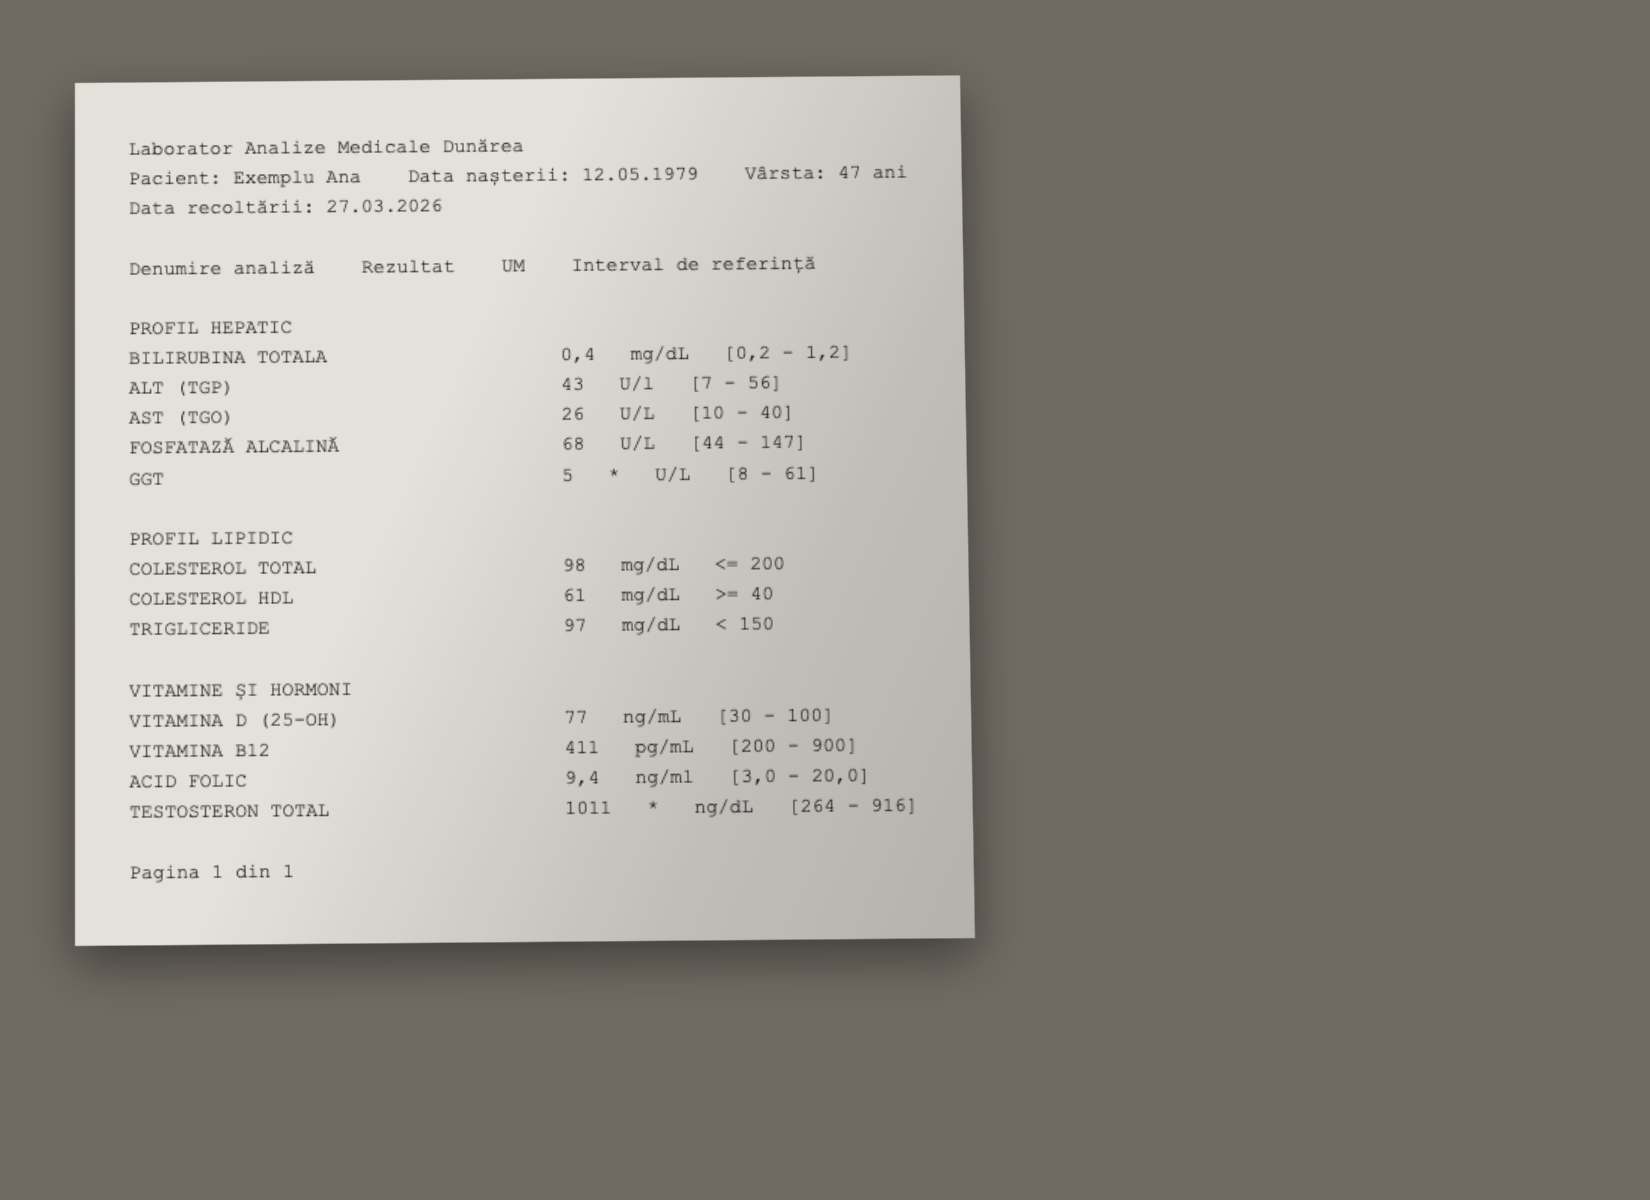 Laborator Analize Medicale Dunărea
Pacient: Exemplu Ana    Data nașterii: 12.05.1979    Vârsta: 47 ani
Data recoltării: 27.03.2026
Denumire analiză    Rezultat    UM    Interval de referință
PROFIL HEPATIC
BILIRUBINA TOTALA    0,4   mg/dL   [0,2 - 1,2]
ALT (TGP)    43   U/l   [7 - 56]
AST (TGO)    26   U/L   [10 - 40]
FOSFATAZĂ ALCALINĂ    68   U/L   [44 - 147]
GGT    5   *   U/L   [8 - 61]
PROFIL LIPIDIC
COLESTEROL TOTAL    98   mg/dL   <= 200
COLESTEROL HDL    61   mg/dL   >= 40
TRIGLICERIDE    97   mg/dL   < 150
VITAMINE ȘI HORMONI
VITAMINA D (25-OH)    77   ng/mL   [30 - 100]
VITAMINA B12    411   pg/mL   [200 - 900]
ACID FOLIC    9,4   ng/ml   [3,0 - 20,0]
TESTOSTERON TOTAL    1011   *   ng/dL   [264 - 916]
Pagina 1 din 1